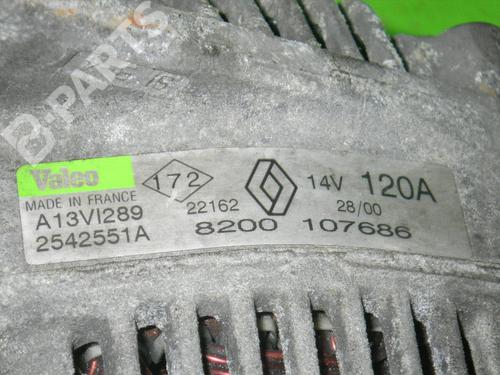 B-PARTS
Valeo
172
14V 120A
MADE IN FRANCE
22162
28/00
A13VI289
2542551A
8200 107686